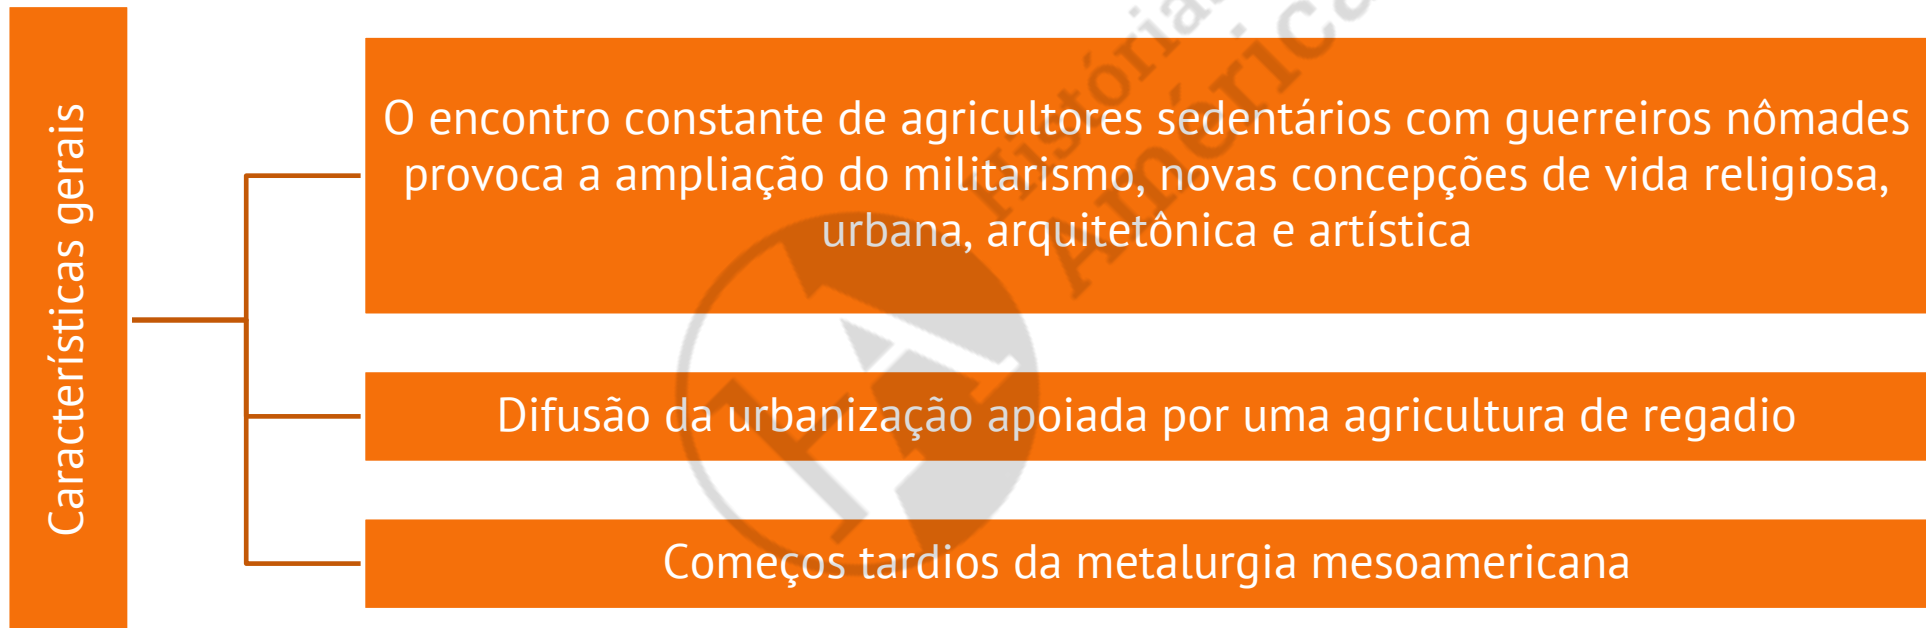 Características gerais
O encontro constante de agricultores sedentários com guerreiros nômades
provoca a ampliação do militarismo, novas concepções de vida religiosa,
urbana, arquitetônica e artística
Difusão da urbanização apoiada por uma agricultura de regadio
Começos tardios da metalurgia mesoamericana